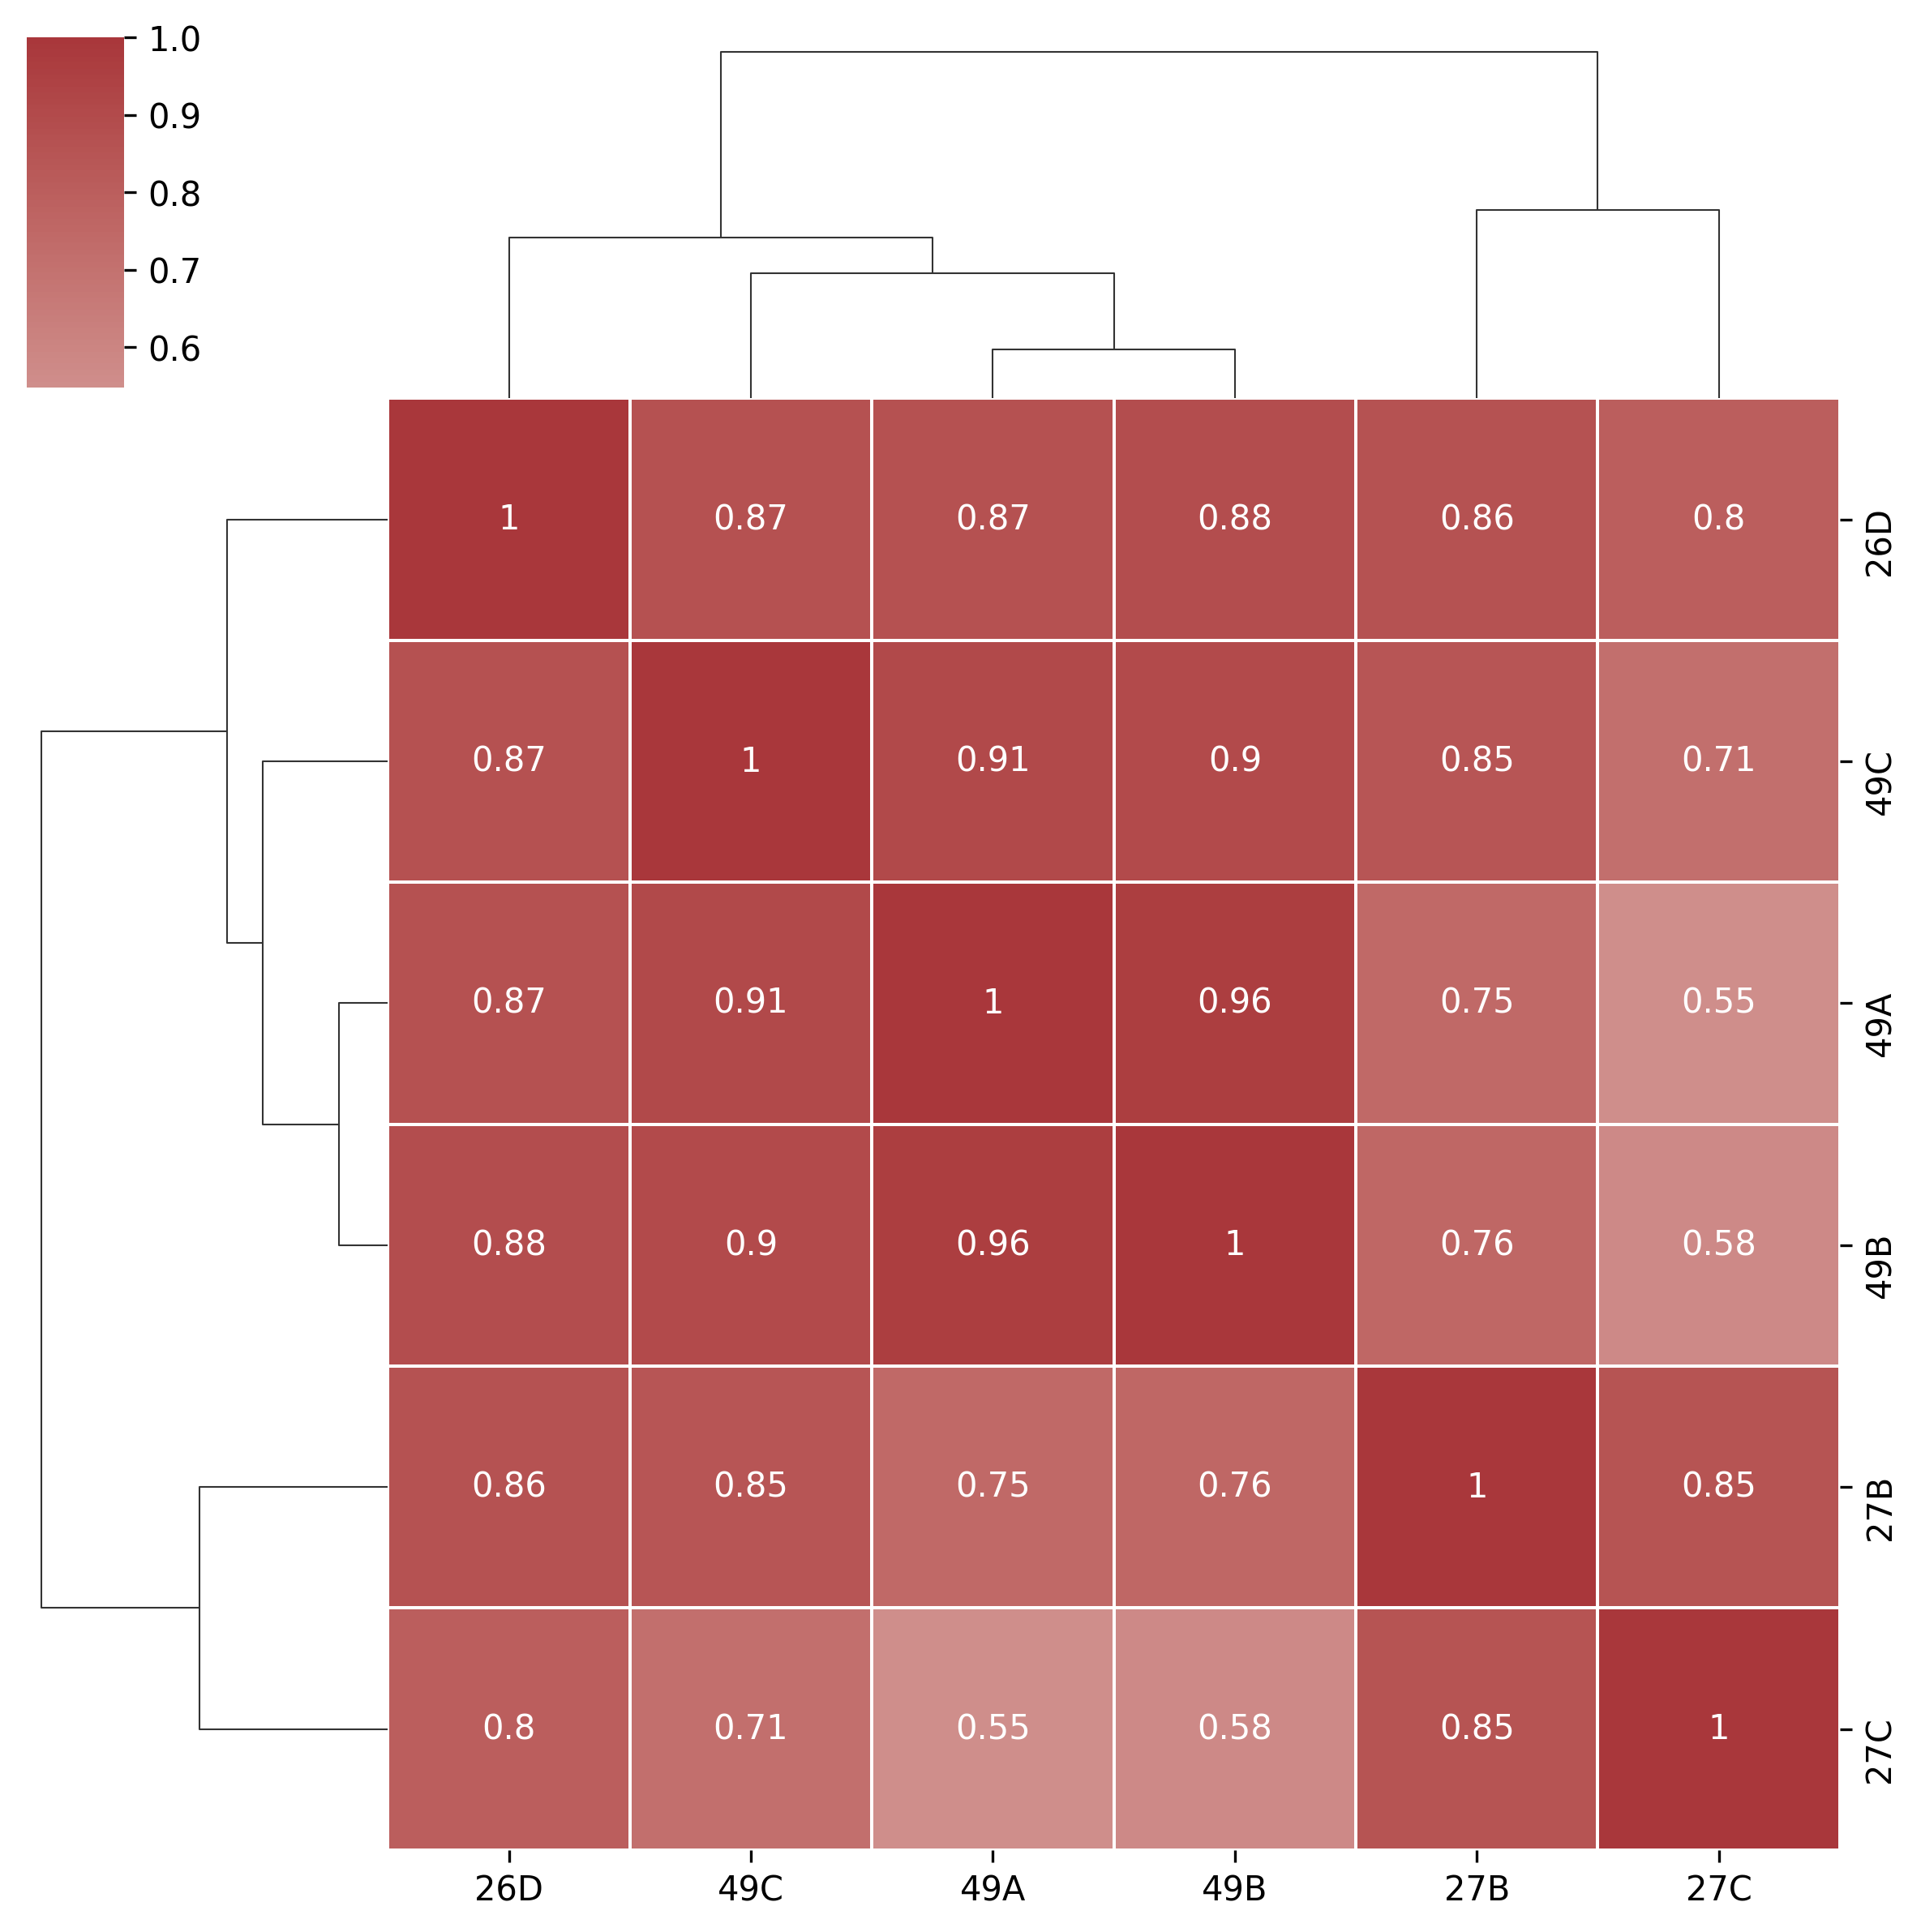 1.0
0.9
0.8
0.7
0.6
1 0.87 0.87 0.88 0.86 0.8
26D
0.87 1 0.91 0.9 0.85 0.71
49C
0.87 0.91 1 0.96 0.75 0.55
49A
0.88 0.9 0.96 1 0.76 0.58
49B
0.86 0.85 0.75 0.76 1 0.85
27B
0.8 0.71 0.55 0.58 0.85 1
27C
26D 49C 49A 49B 27B 27C